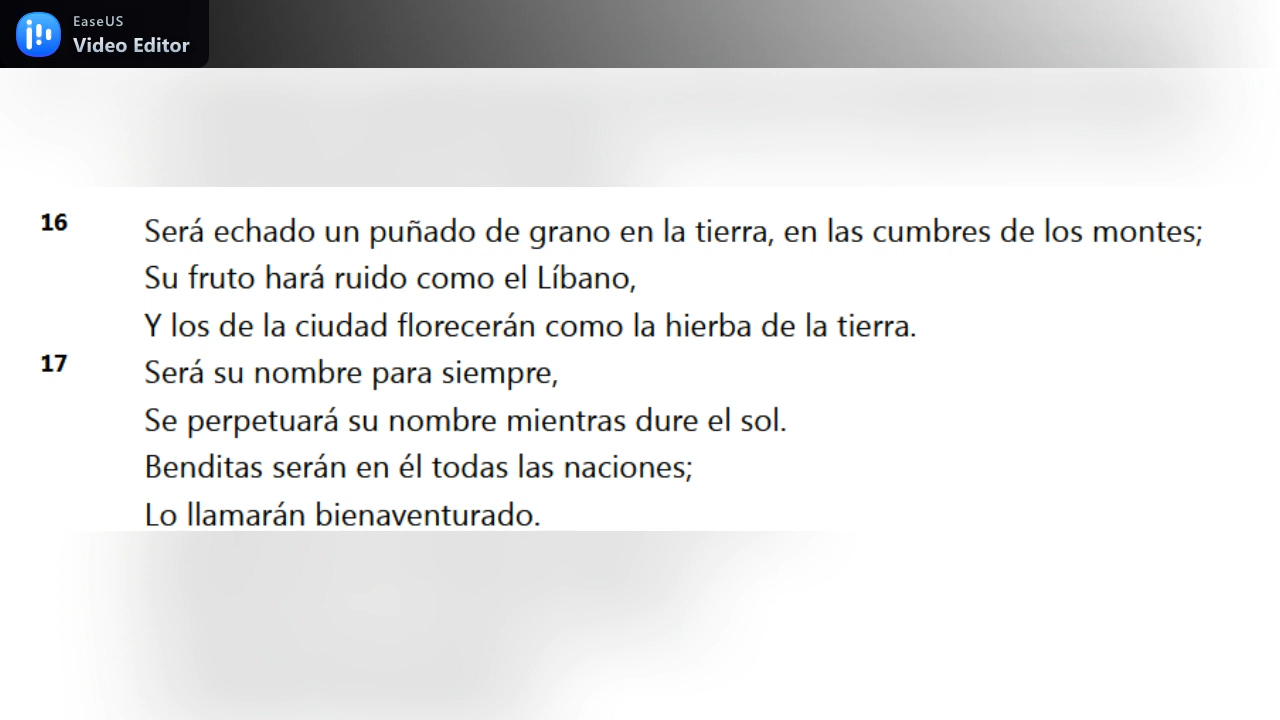 EaseUS
Video Editor
16 Será echado un puñado de grano en la tierra, en las cumbres de los montes;
Su fruto hará ruido como el Líbano,
Y los de la ciudad florecerán como la hierba de la tierra.
17 Será su nombre para siempre,
Se perpetuará su nombre mientras dure el sol.
Benditas serán en él todas las naciones;
Lo llamarán bienaventurado.